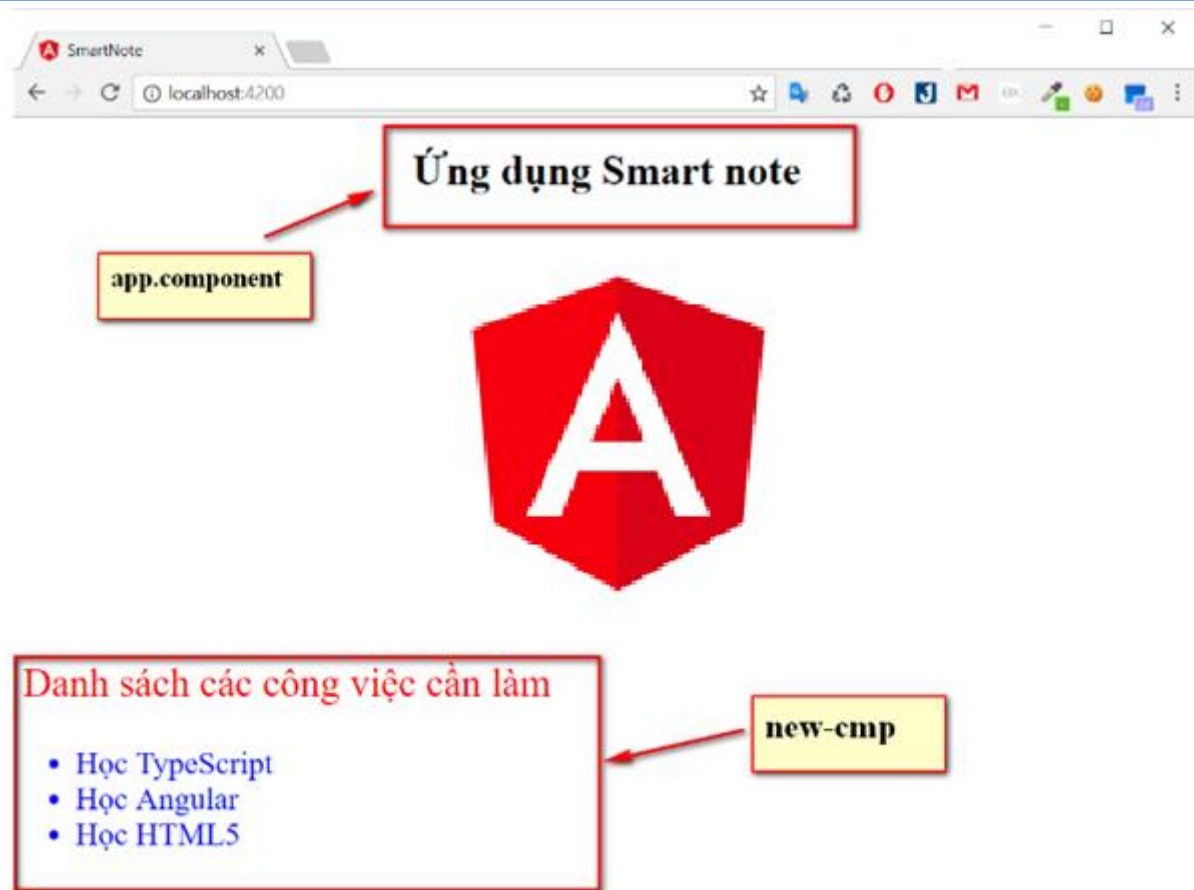 SmartNote
localhost:4200
Ứng dụng Smart note
app.component
Danh sách các công việc cần làm
new-cmp
• Học TypeScript
• Học Angular
• Học HTML5